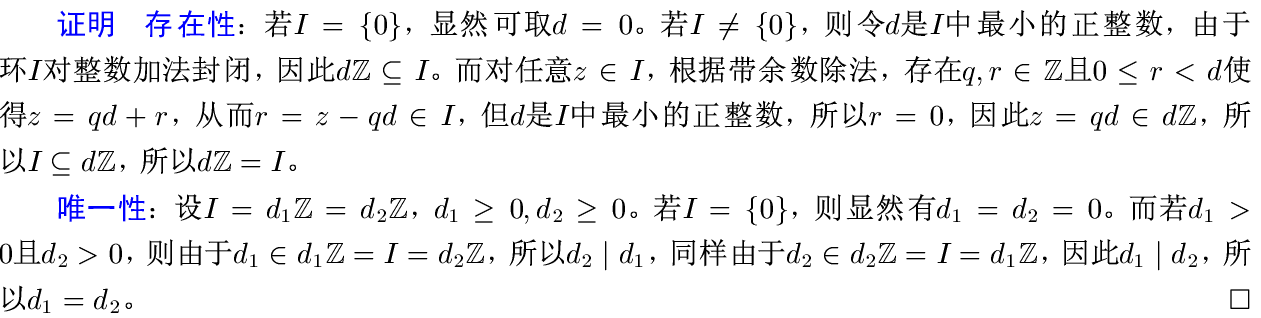 证明 存在性：若I = {0}，显然可取d = 0。若I ≠ {0}，则令d是I中最小的正整数，由于
环I对整数加法封闭，因此dℤ ⊆ I。而对任意z ∈ I，根据带余数除法，存在q, r ∈ ℤ且0 ≤ r < d使
得z = qd + r，从而r = z − qd ∈ I，但d是I中最小的正整数，所以r = 0，因此z = qd ∈ dℤ，所
以I ⊆ dℤ，所以dℤ = I。
唯一性：设I = d₁ℤ = d₂ℤ，d₁ ≥ 0, d₂ ≥ 0。若I = {0}，则显然有d₁ = d₂ = 0。而若d₁ >
0且d₂ > 0，则由于d₁ ∈ d₁ℤ = I = d₂ℤ，所以d₂ | d₁，同样由于d₂ ∈ d₂ℤ = I = d₁ℤ，因此d₁ | d₂，所
以d₁ = d₂。 □